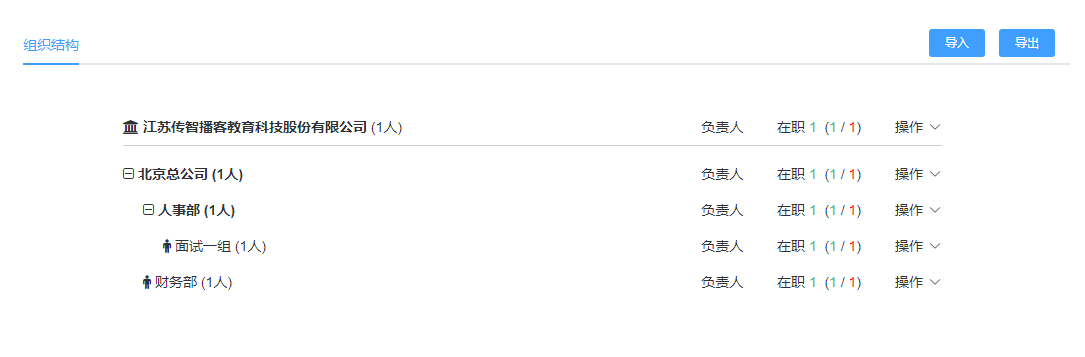 组织结构 导入 导出
江苏传智播客教育科技股份有限公司 (1人) 负责人 在职 1 (1 / 1) 操作
北京总公司 (1人) 负责人 在职 1 (1 / 1) 操作
人事部 (1人) 负责人 在职 1 (1 / 1) 操作
面试一组 (1人) 负责人 在职 1 (1 / 1) 操作
财务部 (1人) 负责人 在职 1 (1 / 1) 操作